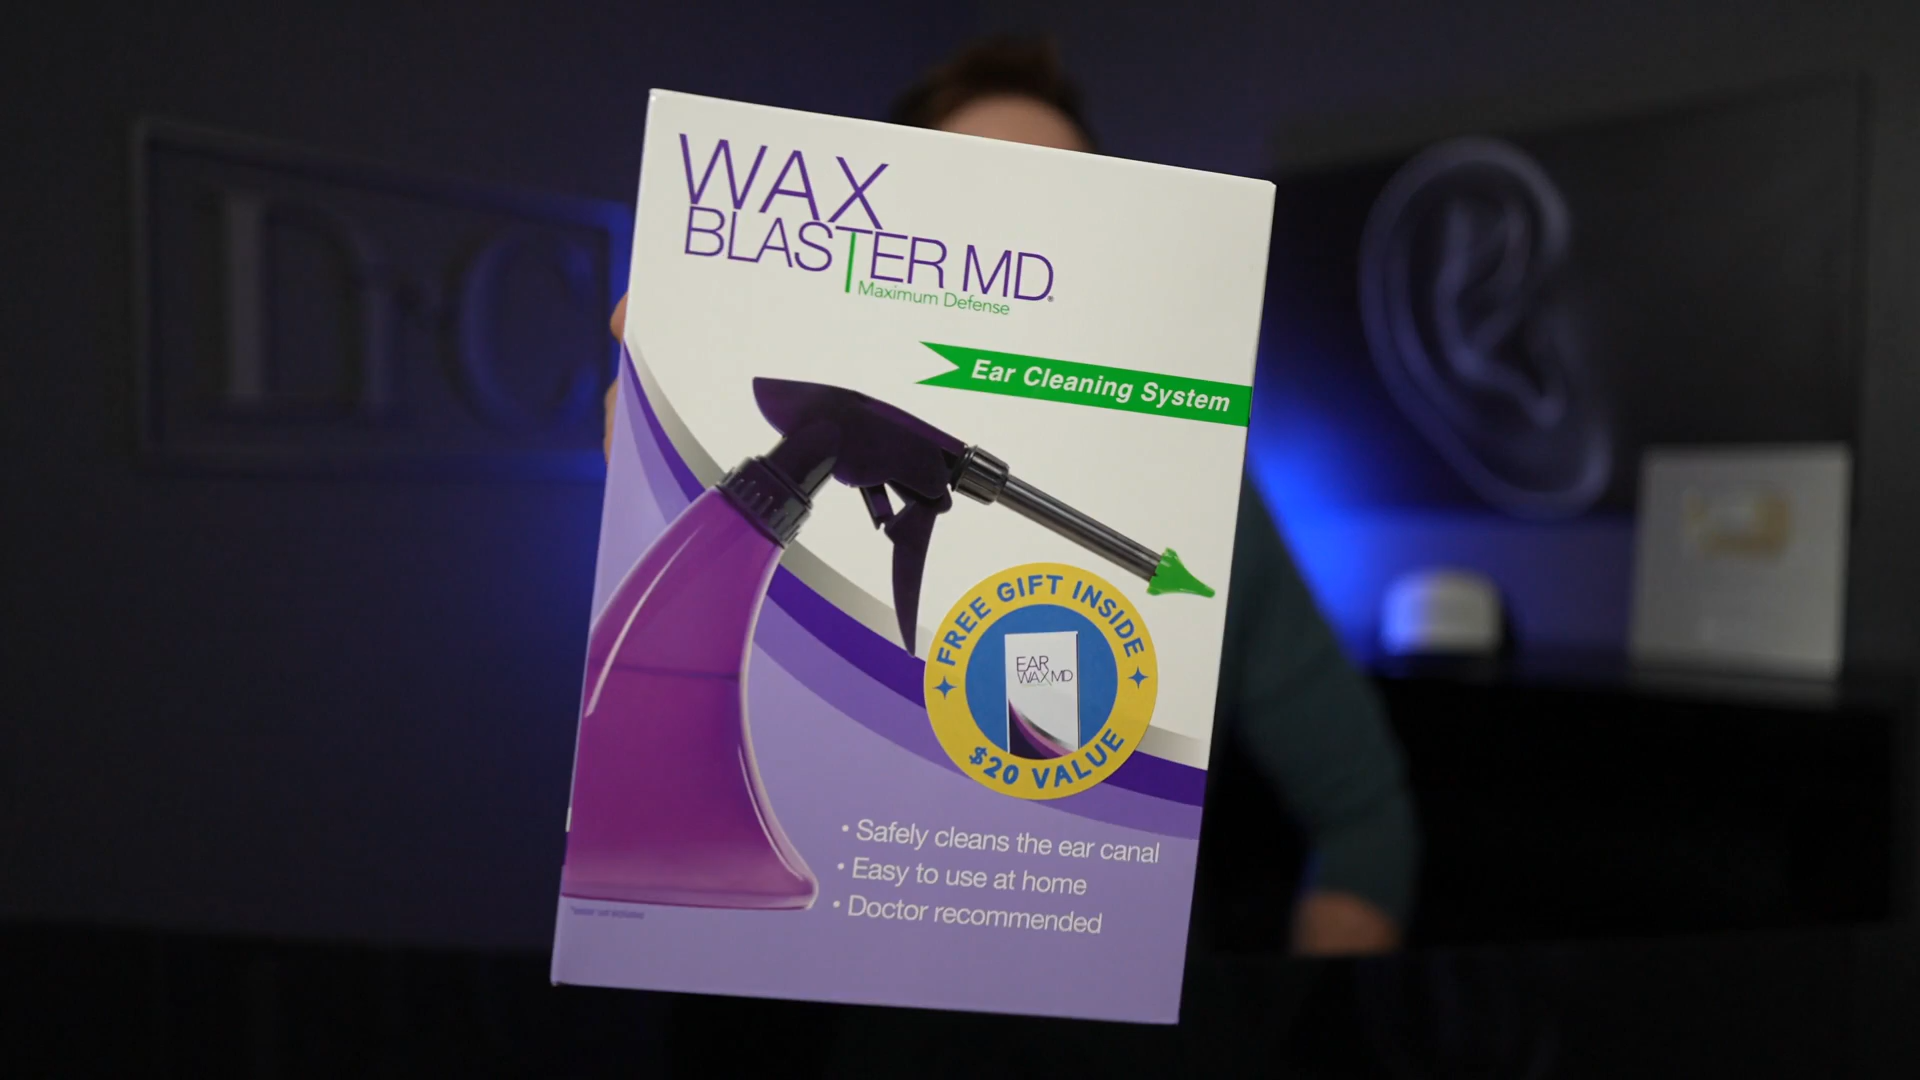 DrC
WAX
BLASTER MD®
Maximum Defense
Ear Cleaning System
FREE GIFT INSIDE
EAR
WAX MD
$20 VALUE
• Safely cleans the ear canal
• Easy to use at home
• Doctor recommended